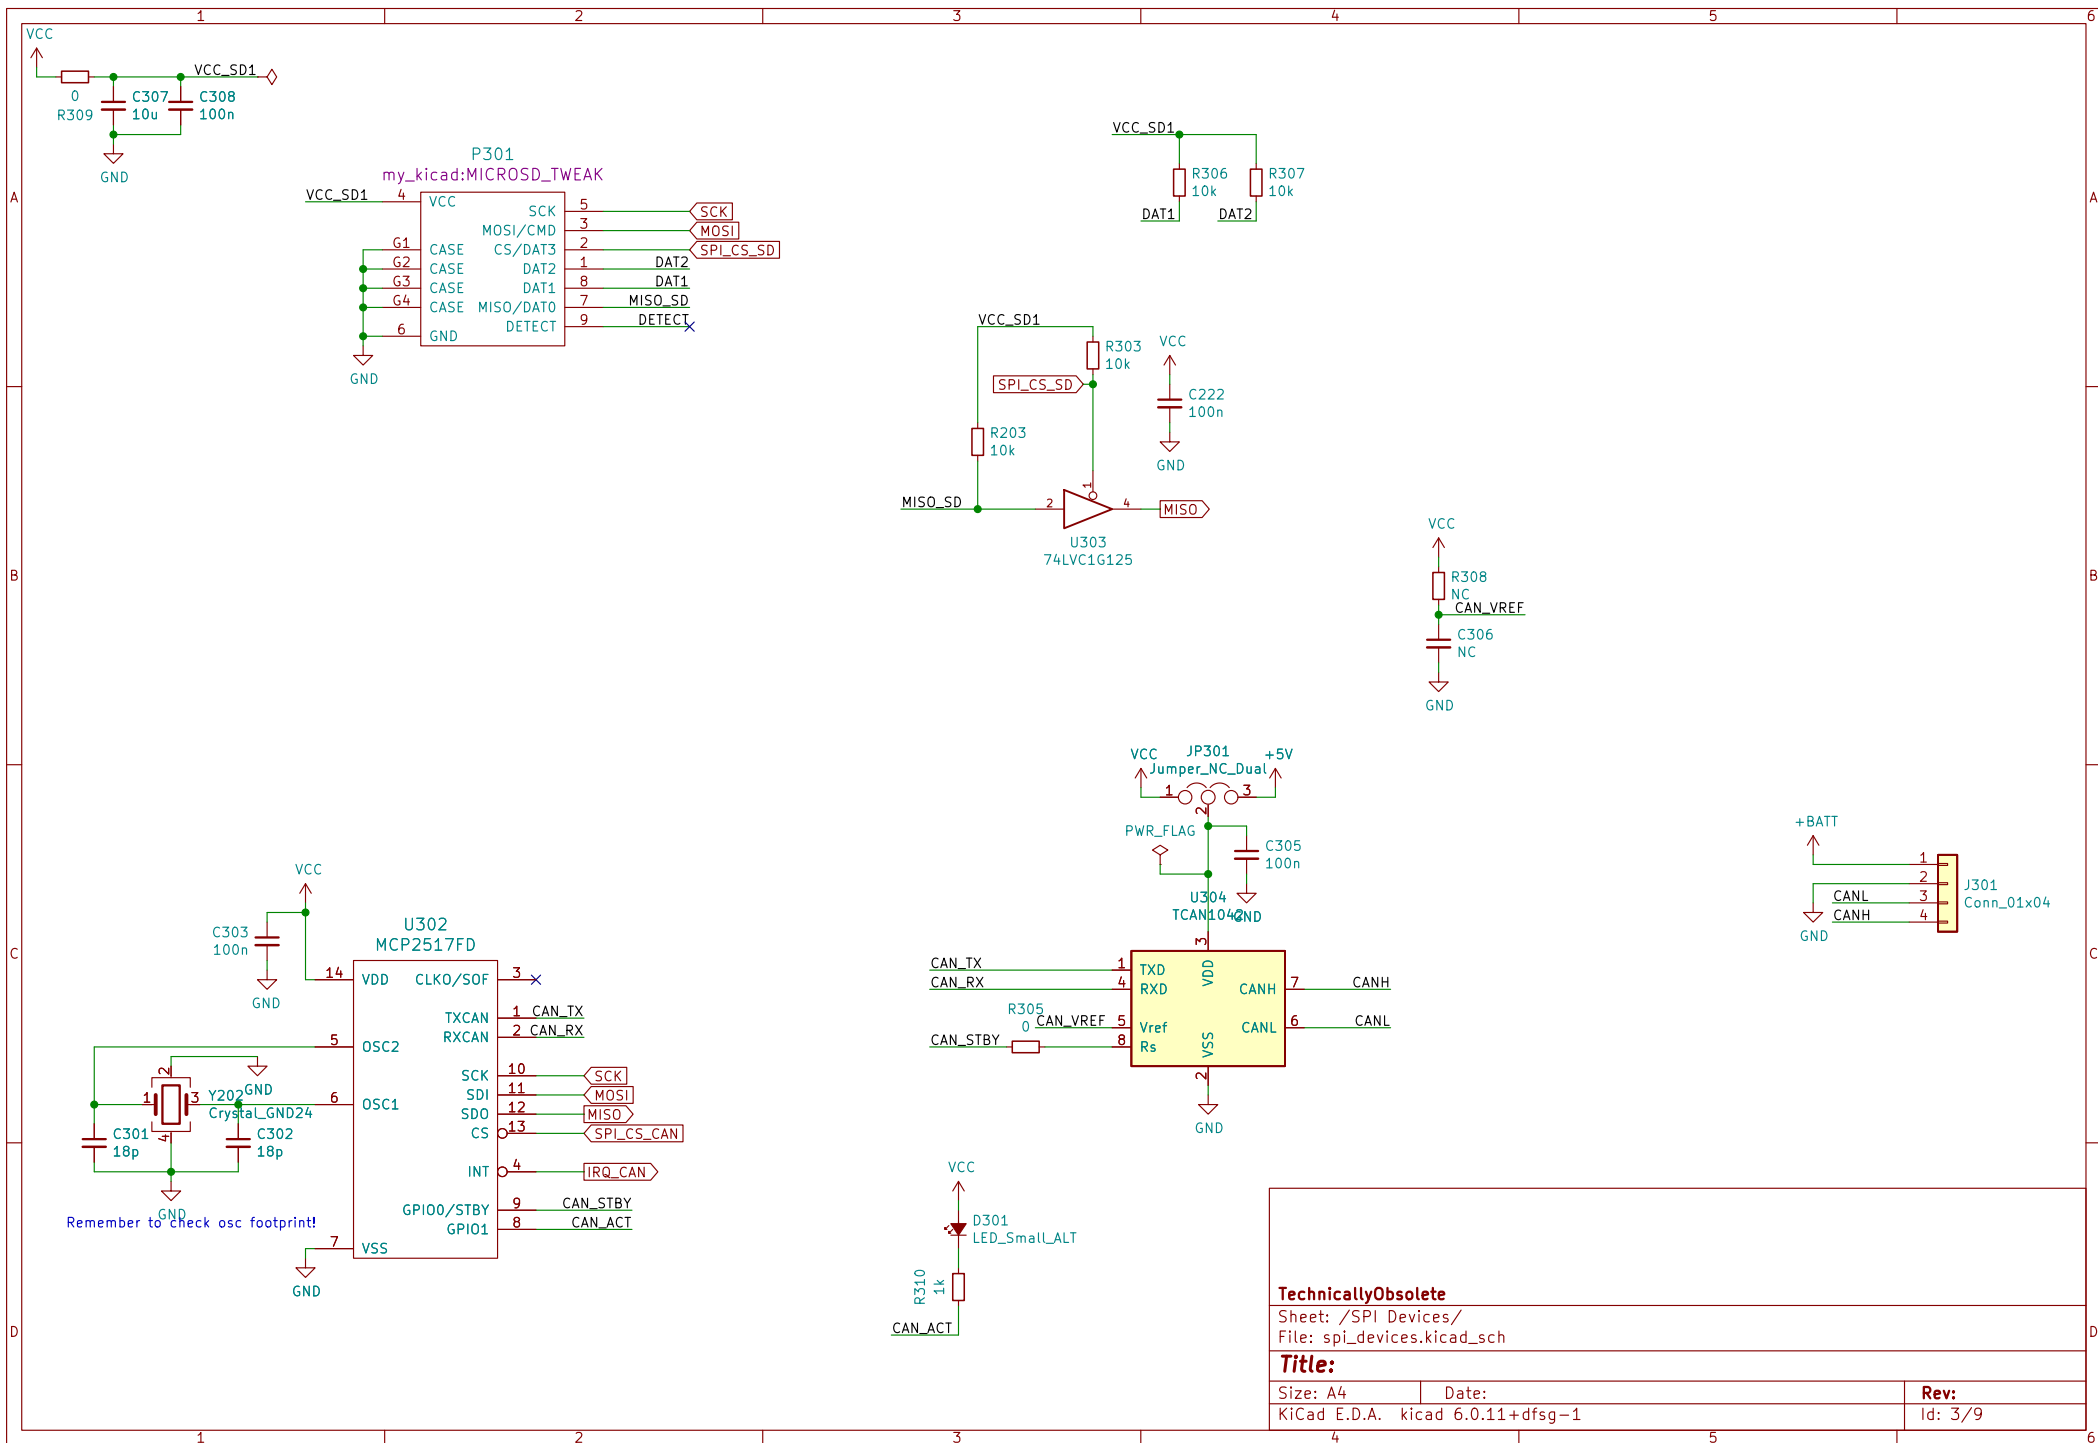 1 2 3 4 5 6
VCC
VCC_SD1
0
R309
C307
10u
C308
100n
GND
P301
my_kicad:MICROSD_TWEAK
VCC_SD1 4 VCC
G1 CASE
G2 CASE
G3 CASE
G4 CASE
6 GND
GND
SCK 5 SCK
MOSI/CMD 3 MOSI
CS/DAT3 2 SPI_CS_SD
DAT2 1 DAT2
DAT1 8 DAT1
MISO/DAT0 7 MISO_SD
DETECT 9 DETECT
VCC_SD1
R306
10k
R307
10k
DAT1
DAT2
A
A
VCC_SD1
R303
10k
SPI_CS_SD
R203
10k
VCC
C222
100n
GND
MISO_SD
2
1
4
MISO
U303
74LVC1G125
B
B
VCC
R308
NC
CAN_VREF
C306
NC
GND
VCC
JP301
Jumper_NC_Dual
+5V
1
2
3
PWR_FLAG
C305
100n
GND
U304
TCAN1042
3
CAN_TX 1 TXD
CAN_RX 4 RXD
CAN_VREF 5 Vref
R305
0
CAN_STBY 8 Rs
VDD
VSS
CANH 7 CANH
CANL 6 CANL
2
GND
+BATT
1
2
CANL 3
CANH 4
GND
J301
Conn_01x04
C
C
VCC
C303
100n
GND
U302
MCP2517FD
14 VDD
5 OSC2
6 OSC1
7 VSS
GND
CLKO/SOF 3
TXCAN 1 CAN_TX
RXCAN 2 CAN_RX
SCK 10 SCK
SDI 11 MOSI
SDO 12 MISO
CS 13 SPI_CS_CAN
INT 4 IRQ_CAN
GPIO0/STBY 9 CAN_STBY
GPIO1 8 CAN_ACT
GND
1
2
3
4
Y202
Crystal_GND24
C301
18p
C302
18p
GND
Remember to check osc footprint!
VCC
D301
LED_Small_ALT
R310
1k
CAN_ACT
D
D
TechnicallyObsolete
Sheet: /SPI Devices/
File: spi_devices.kicad_sch
Title:
Size: A4 Date: Rev:
KiCad E.D.A. kicad 6.0.11+dfsg-1 Id: 3/9
1 2 3 4 5 6